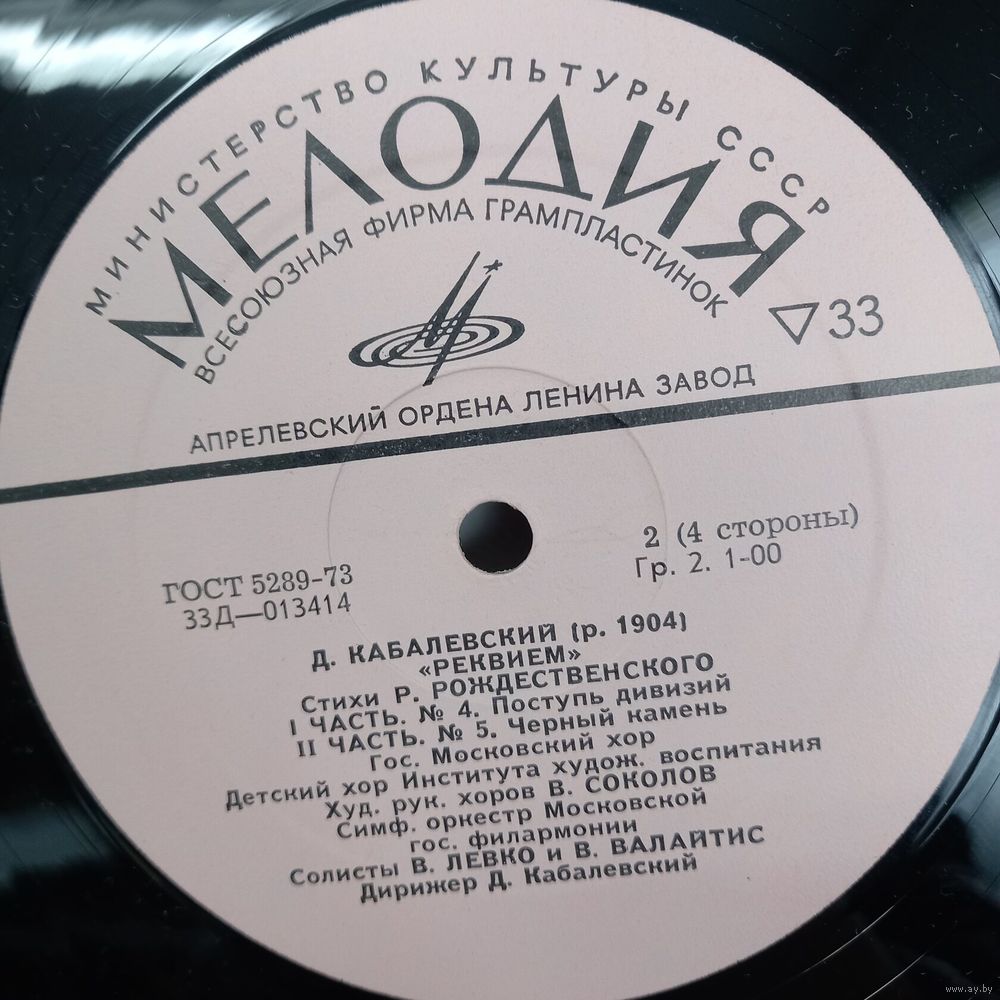 МИНИСТЕРСТВО КУЛЬТУРЫ СССР
МЕЛОДИЯ
ВСЕСОЮЗНАЯ ФИРМА ГРАМПЛАСТИНОК
33
АПРЕЛЕВСКИЙ ОРДЕНА ЛЕНИНА ЗАВОД
ГОСТ 5289-73
33Д—013414
2 (4 стороны)
Гр. 2. 1-00
Д. КАБАЛЕВСКИЙ (р. 1904)
«РЕКВИЕМ»
Стихи Р. РОЖДЕСТВЕНСКОГО
I ЧАСТЬ. № 4. Поступь дивизий
II ЧАСТЬ. № 5. Черный камень
Гос. Московский хор
Детский хор Института худож. воспитания
Худ. рук. хоров В. СОКОЛОВ
Симф. оркестр Московской
гос. филармонии
Солисты В. ЛЕВКО и В. ВАЛАЙТИС
Дирижер Д. Кабалевский
www.ay.by